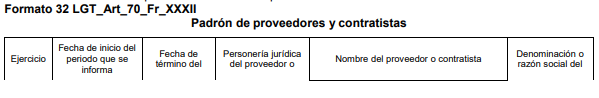 Formato 32 LGT_Art_70_Fr_XXXII
Padrón de proveedores y contratistas
Ejercicio
Fecha de inicio del
periodo que se
informa
Fecha de
término del
Personería jurídica
del proveedor o
Nombre del proveedor o contratista
Denominación o
razón social del